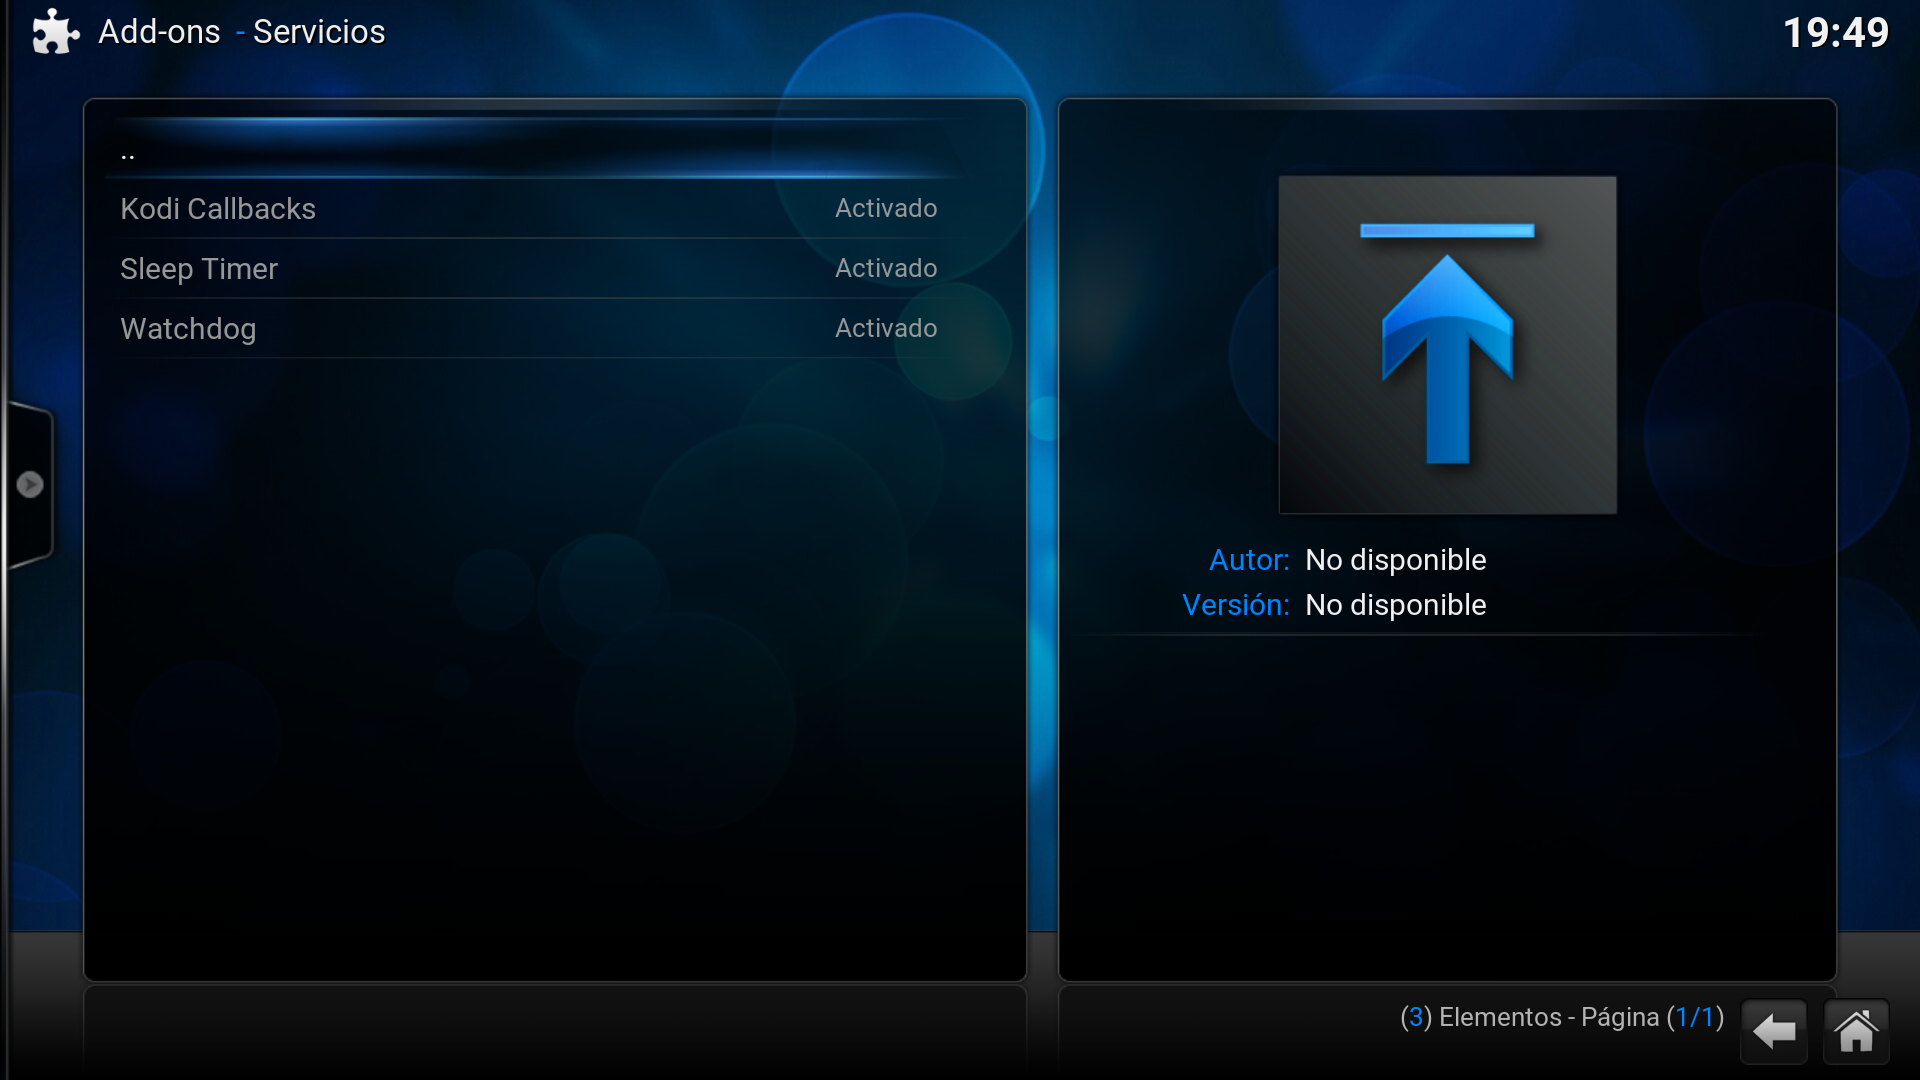 Add-ons - Servicios
19:49
..
Kodi Callbacks Activado
Sleep Timer Activado
Watchdog Activado
Autor: No disponible
Versión: No disponible
(3) Elementos - Página (1/1)